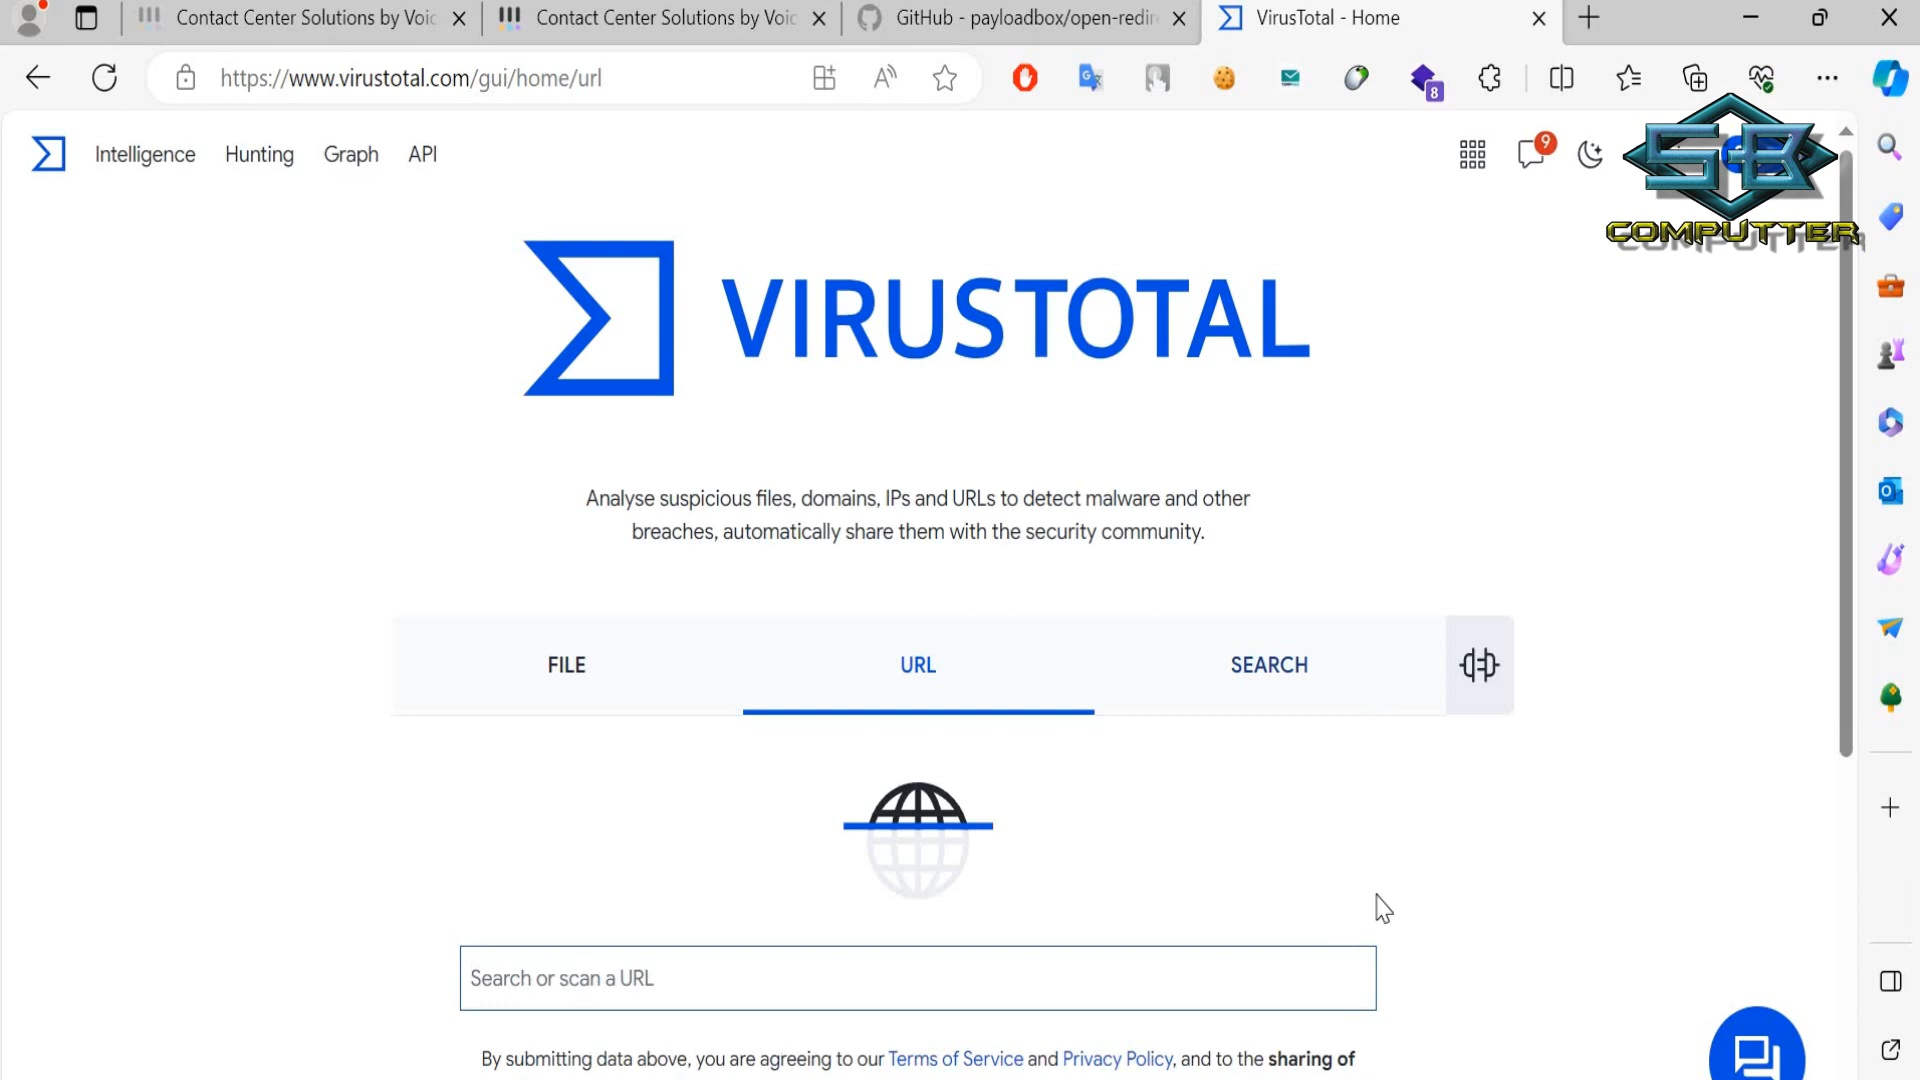 Contact Center Solutions by Voic
Contact Center Solutions by Voic
GitHub - payloadbox/open-redire
VirusTotal - Home
https://www.virustotal.com/gui/home/url
8
Intelligence
Hunting
Graph
API
9
SB
COMPUTTER
VIRUSTOTAL
Analyse suspicious files, domains, IPs and URLs to detect malware and other
breaches, automatically share them with the security community.
FILE
URL
SEARCH
Search or scan a URL
By submitting data above, you are agreeing to our Terms of Service and Privacy Policy, and to the sharing of